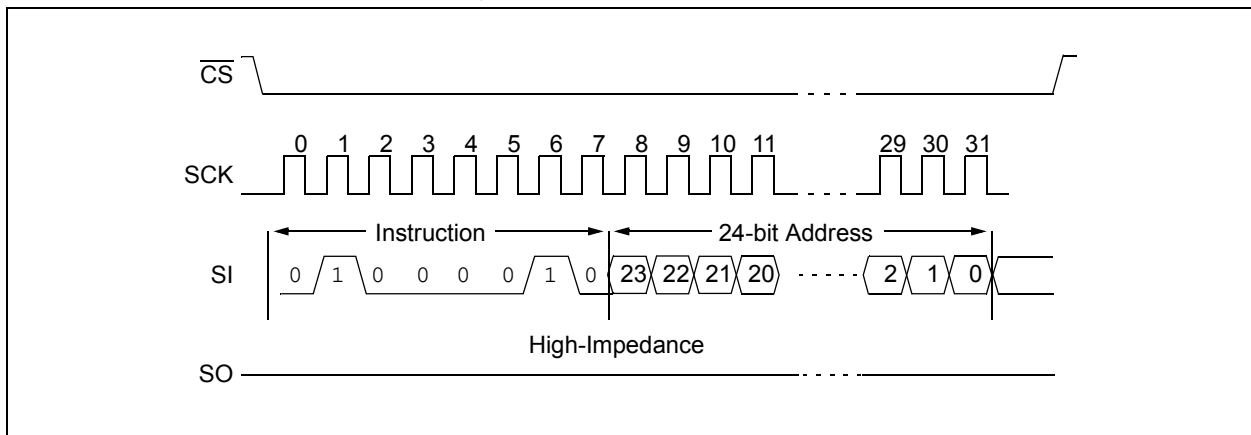 CS
0 1 2 3 4 5 6 7 8 9 10 11 29 30 31
SCK
Instruction 24-bit Address
SI 0 1 0 0 0 0 1 0 23 22 21 20 2 1 0
High-Impedance
SO